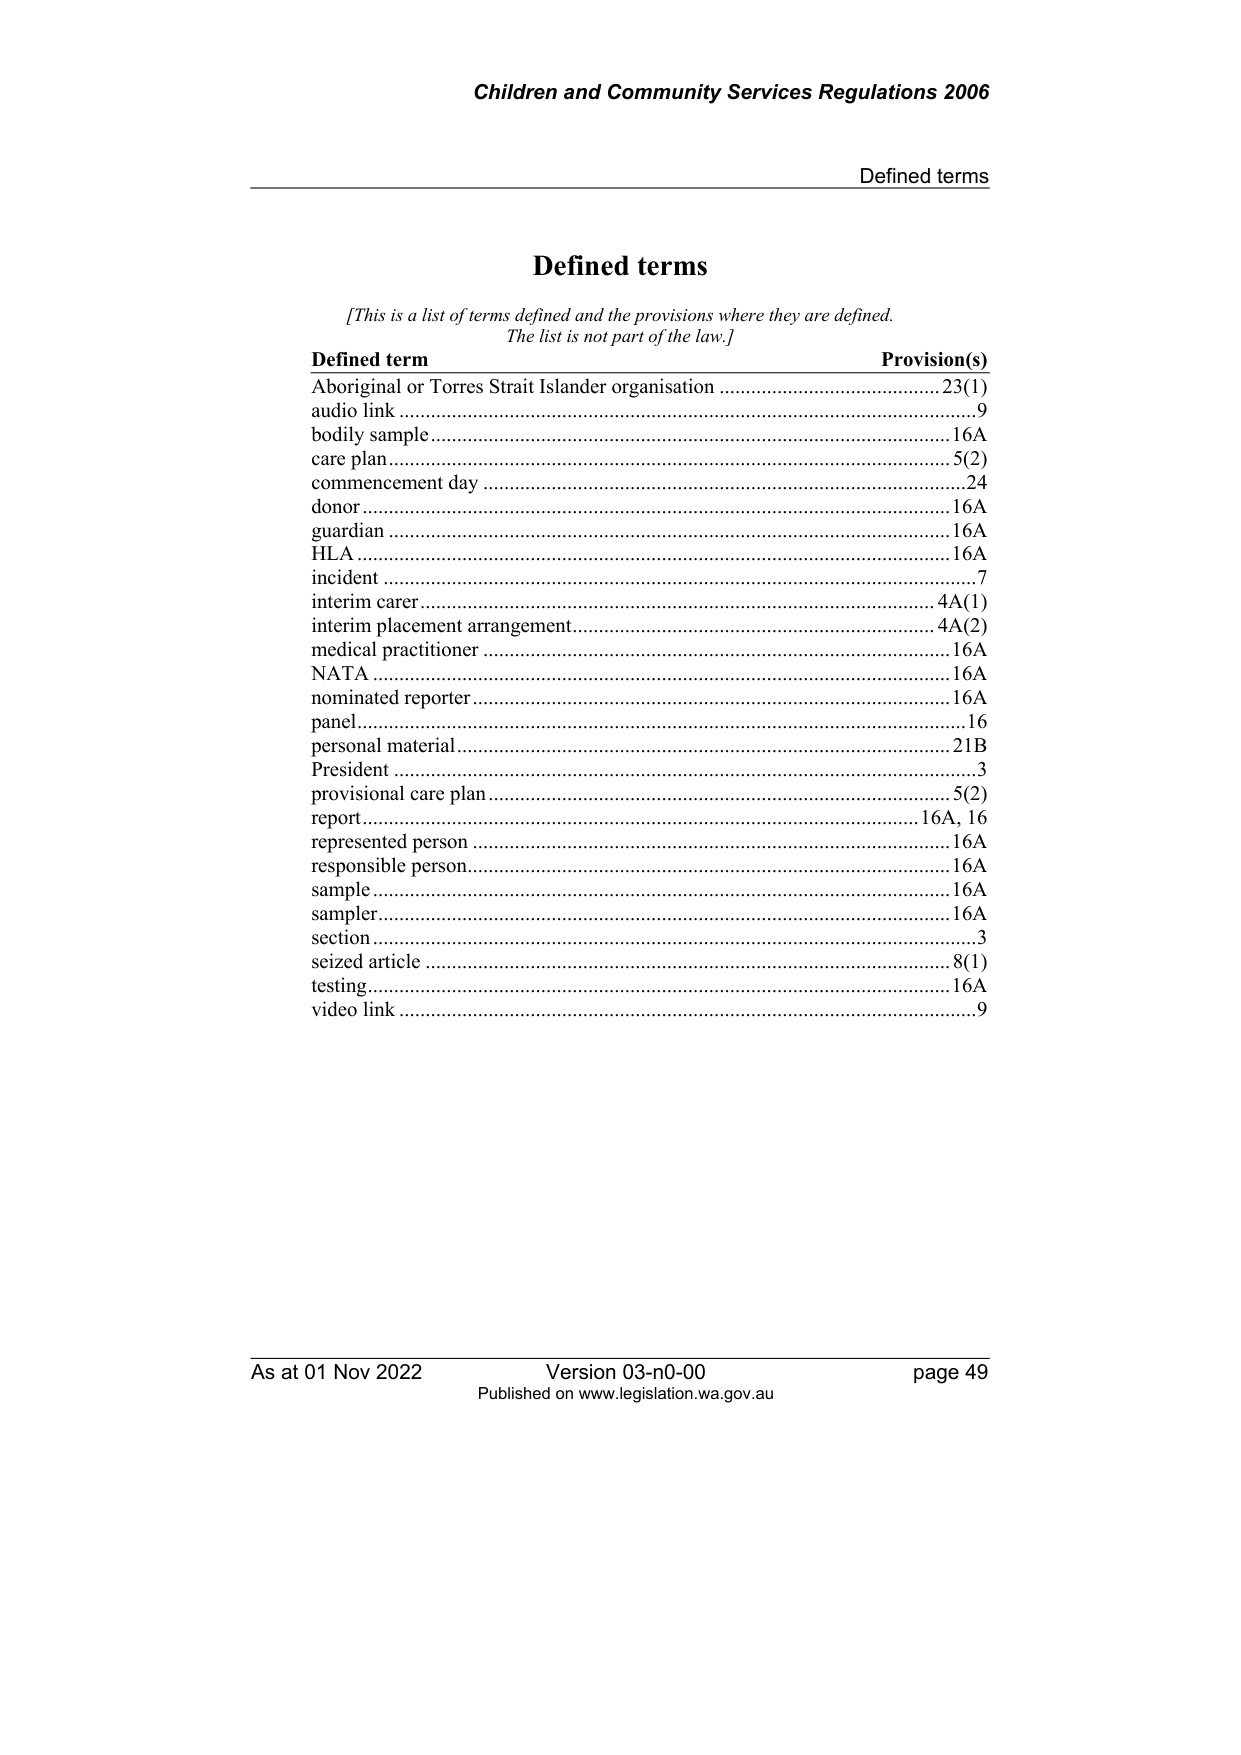 Children and Community Services Regulations 2006
Defined terms
Defined terms
[This is a list of terms defined and the provisions where they are defined.
The list is not part of the law.]
Defined term Provision(s)
Aboriginal or Torres Strait Islander organisation ..........................................23(1)
audio link ..............................................................................................................9
bodily sample...................................................................................................16A
care plan...........................................................................................................5(2)
commencement day ............................................................................................24
donor................................................................................................................16A
guardian ...........................................................................................................16A
HLA.................................................................................................................16A
incident .................................................................................................................7
interim carer..................................................................................................4A(1)
interim placement arrangement.....................................................................4A(2)
medical practitioner .........................................................................................16A
NATA ..............................................................................................................16A
nominated reporter...........................................................................................16A
panel....................................................................................................................16
personal material..............................................................................................21B
President ...............................................................................................................3
provisional care plan........................................................................................5(2)
report..........................................................................................................16A, 16
represented person ...........................................................................................16A
responsible person............................................................................................16A
sample..............................................................................................................16A
sampler.............................................................................................................16A
section...................................................................................................................3
seized article ....................................................................................................8(1)
testing...............................................................................................................16A
video link ..............................................................................................................9
As at 01 Nov 2022 Version 03-n0-00 page 49
Published on www.legislation.wa.gov.au